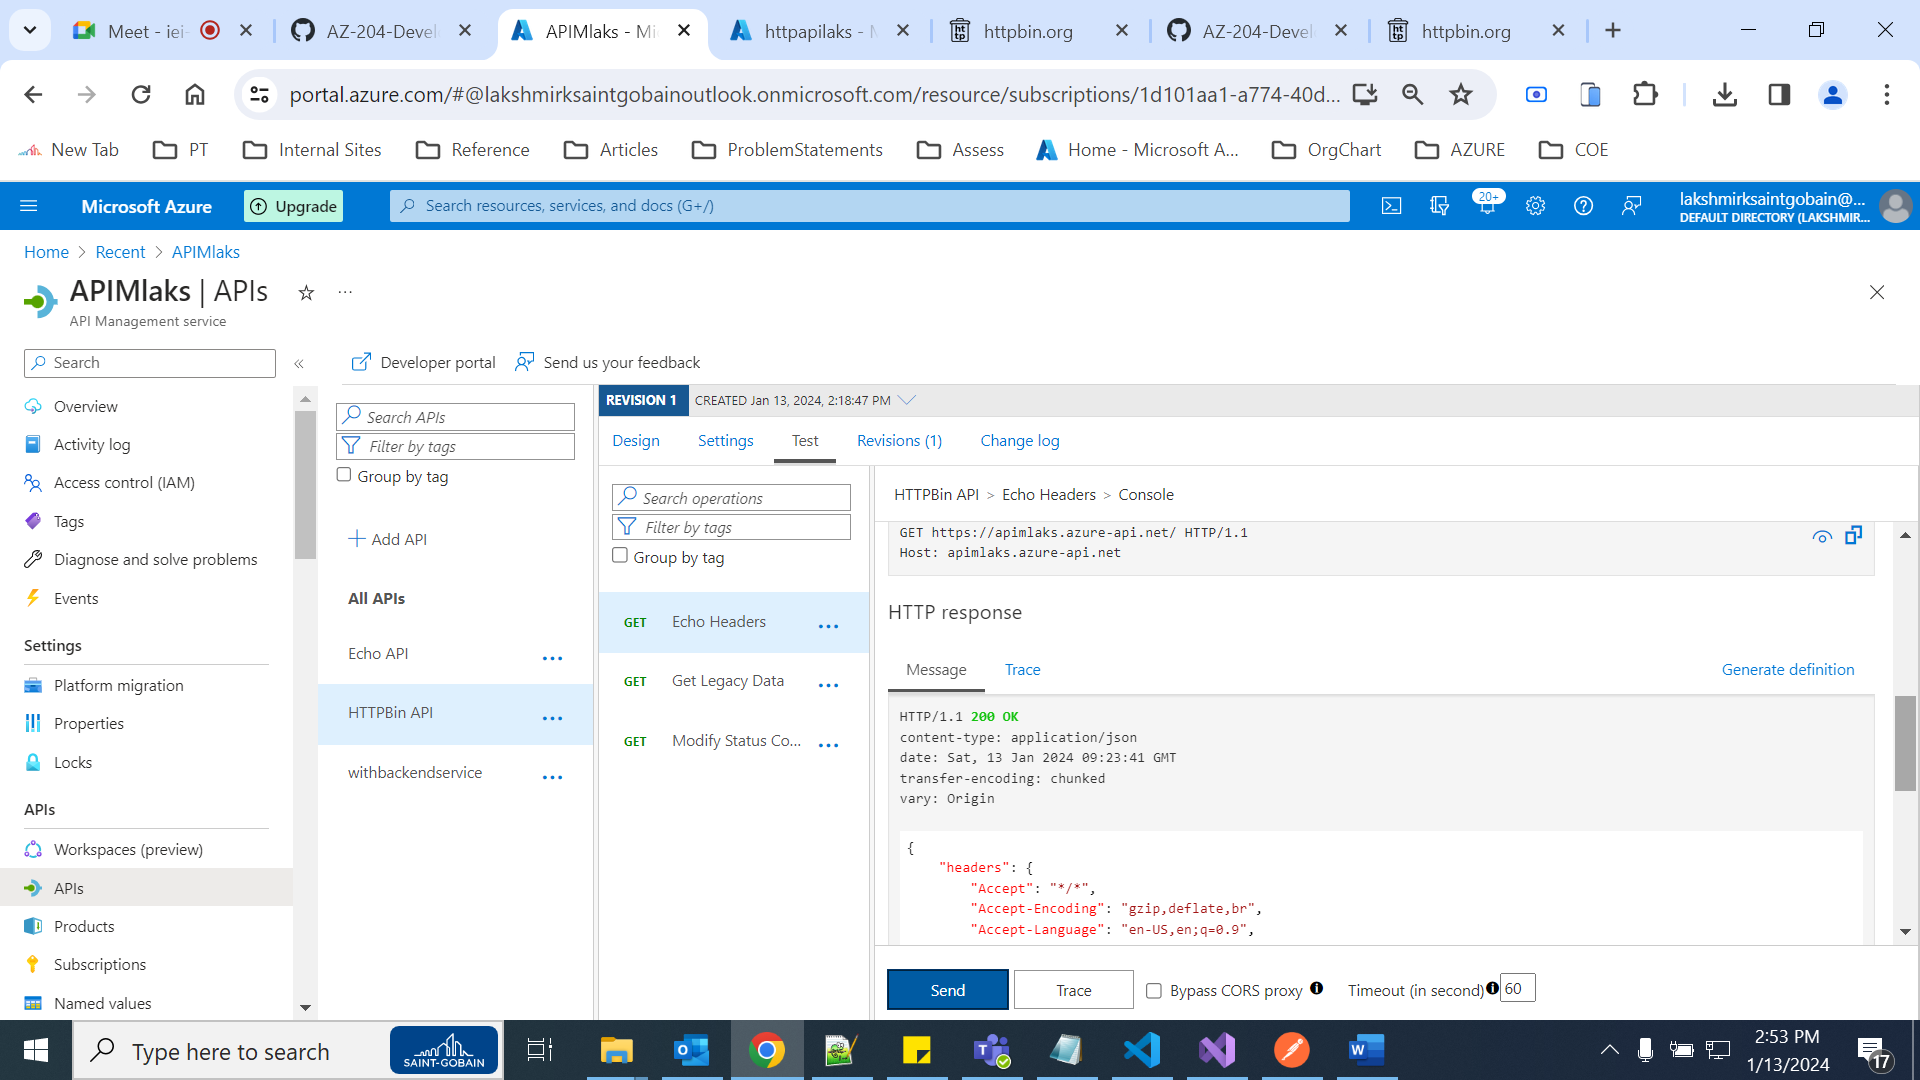 Meet - iei-
AZ-204-Devel
APIMlaks - Mi
httpapilaks - M
httpbin.org
AZ-204-Devel
httpbin.org
portal.azure.com/#@lakshmirksaintgobainoutlook.onmicrosoft.com/resource/subscriptions/1d101aa1-a774-40d...
New Tab
PT
Internal Sites
Reference
Articles
ProblemStatements
Assess
Home - Microsoft A...
OrgChart
AZURE
COE
Microsoft Azure
Upgrade
Search resources, services, and docs (G+/)
20+
lakshmirksaintgobain@...
DEFAULT DIRECTORY (LAKSHMIR...
Home > Recent > APIMlaks
APIMlaks | APIs
API Management service
Search
Overview
Activity log
Access control (IAM)
Tags
Diagnose and solve problems
Events
Settings
Platform migration
Properties
Locks
APIs
Workspaces (preview)
APIs
Products
Subscriptions
Named values
Developer portal
Send us your feedback
Search APIs
Filter by tags
Group by tag
+ Add API
All APIs
Echo API
HTTPBin API
withbackendservice
REVISION 1
CREATED Jan 13, 2024, 2:18:47 PM
Design
Settings
Test
Revisions (1)
Change log
Search operations
Filter by tags
Group by tag
GET Echo Headers
GET Get Legacy Data
GET Modify Status Co...
HTTPBin API > Echo Headers > Console
GET https://apimlaks.azure-api.net/ HTTP/1.1
Host: apimlaks.azure-api.net
HTTP response
Message
Trace
Generate definition
HTTP/1.1 200 OK
content-type: application/json
date: Sat, 13 Jan 2024 09:23:41 GMT
transfer-encoding: chunked
vary: Origin
{
"headers": {
"Accept": "*/*",
"Accept-Encoding": "gzip,deflate,br",
"Accept-Language": "en-US,en;q=0.9",
Send
Trace
Bypass CORS proxy
Timeout (in second)
60
Type here to search
SAINT-GOBAIN
2:53 PM
1/13/2024
17